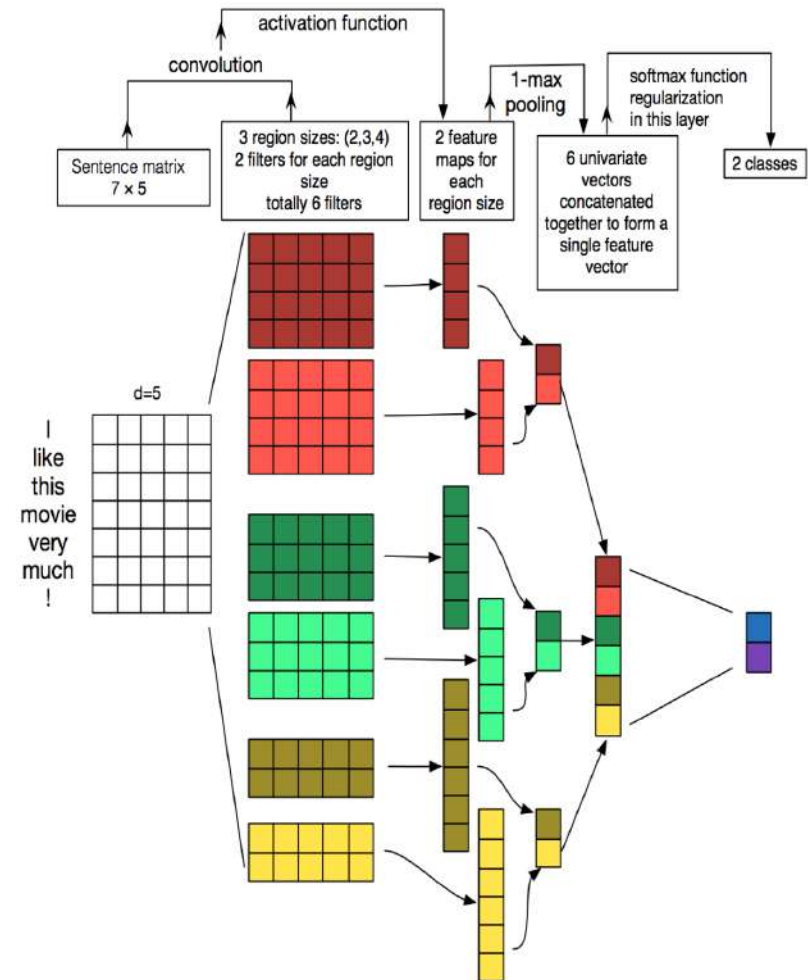 activation function
convolution
1-max
pooling
softmax function
regularization
in this layer
Sentence matrix
7 × 5
3 region sizes: (2,3,4)
2 filters for each region
size
totally 6 filters
2 feature
maps for
each
region size
6 univariate
vectors
concatenated
together to form a
single feature
vector
2 classes
d=5
I
like
this
movie
very
much
!